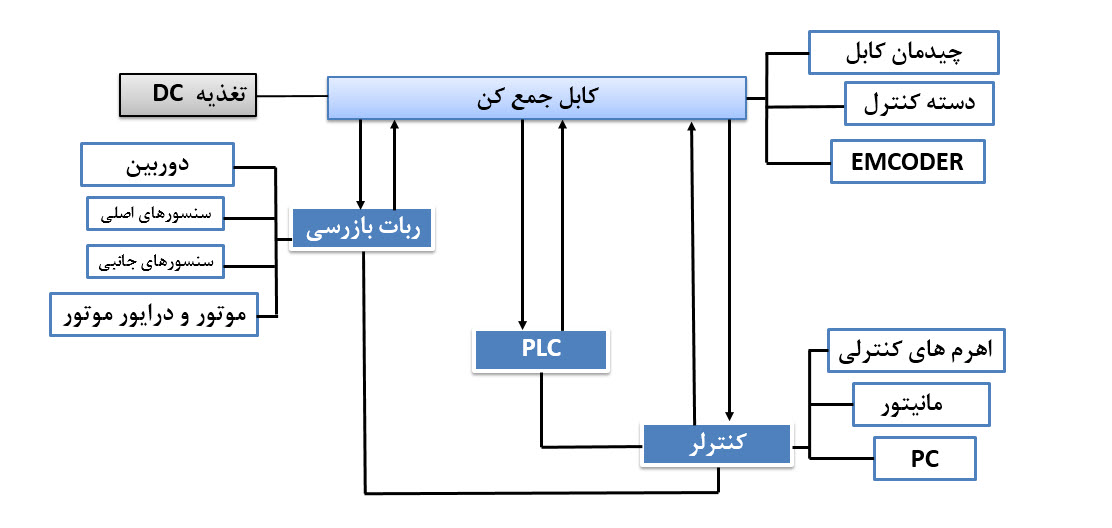 چیدمان کابل
تغذیه DC
کابل جمع کن
دسته کنترل
EMCODER
دوربین
سنسورهای اصلی
ربات بازرسی
سنسورهای جانبی
موتور و درایور موتور
PLC
اهرم های کنترلی
مانیتور
کنترلر
PC